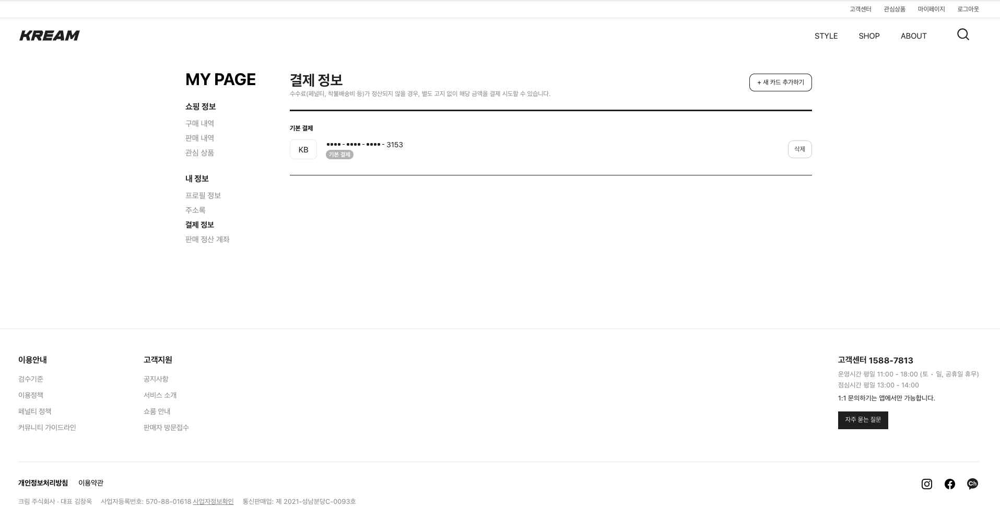 고객센터 관심상품 마이페이지 로그아웃
KREAM
STYLE SHOP ABOUT
MY PAGE
쇼핑 정보
구매 내역
판매 내역
관심 상품
내 정보
프로필 정보
주소록
결제 정보
판매 정산 계좌
결제 정보
수수료(페널티, 착불배송비 등)가 정산되지 않을 경우, 별도 고지 없이 해당 금액을 결제 시도할 수 있습니다.
+ 새 카드 추가하기
기본 결제
KB
••••-••••-••••-3153
기본 결제
삭제
이용안내
검수기준
이용정책
페널티 정책
커뮤니티 가이드라인
고객지원
공지사항
서비스 소개
쇼룸 안내
판매자 방문접수
고객센터 1588-7813
운영시간 평일 11:00 - 18:00 (토・일, 공휴일 휴무)
점심시간 평일 13:00 - 14:00
1:1 문의하기는 앱에서만 가능합니다.
자주 묻는 질문
개인정보처리방침 이용약관
Ch
크림 주식회사 · 대표 김창욱 사업자등록번호: 570-88-01618 사업자정보확인 통신판매업: 제 2021-성남분당C-0093호